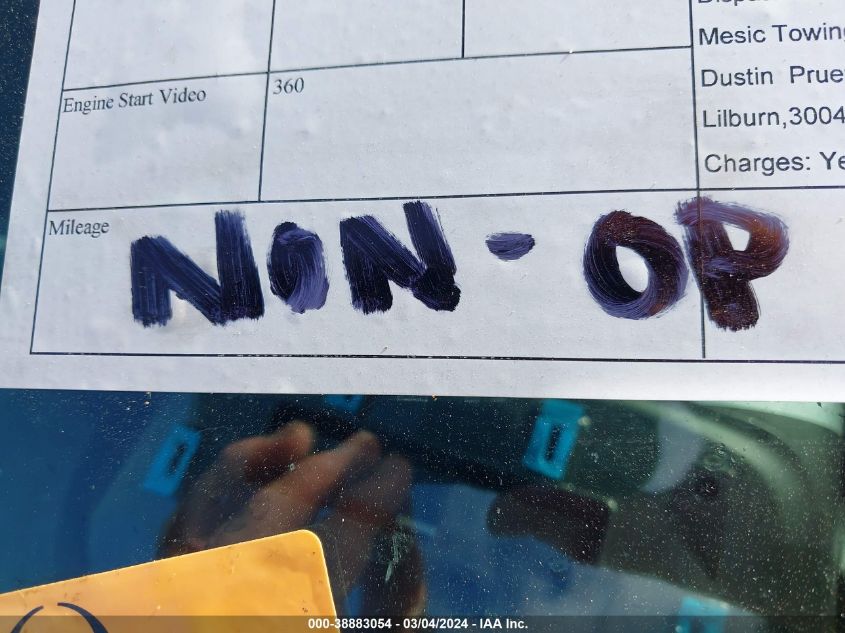 Mesic Towing
Dustin Prue
Engine Start Video 360
Lilburn,3004
Charges: Ye
Mileage NON-OP
000-38883054 - 03/04/2024 - IAA Inc.